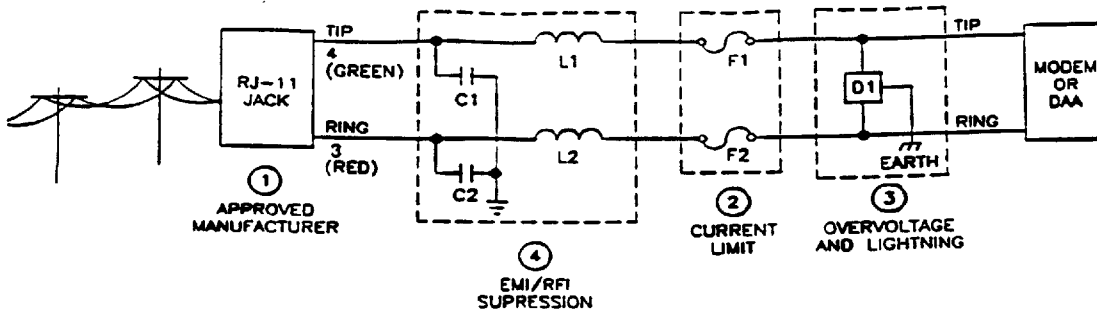 TIP
4
(GREEN)
RJ-11
JACK
C1
L1
F1
TIP
D1
MODEM
OR
DAA
RING
3
(RED)
C2
L2
F2
EARTH
RING
1
APPROVED
MANUFACTURER
4
EMI/RFI
SUPRESSION
2
CURRENT
LIMIT
3
OVERVOLTAGE
AND LIGHTNING